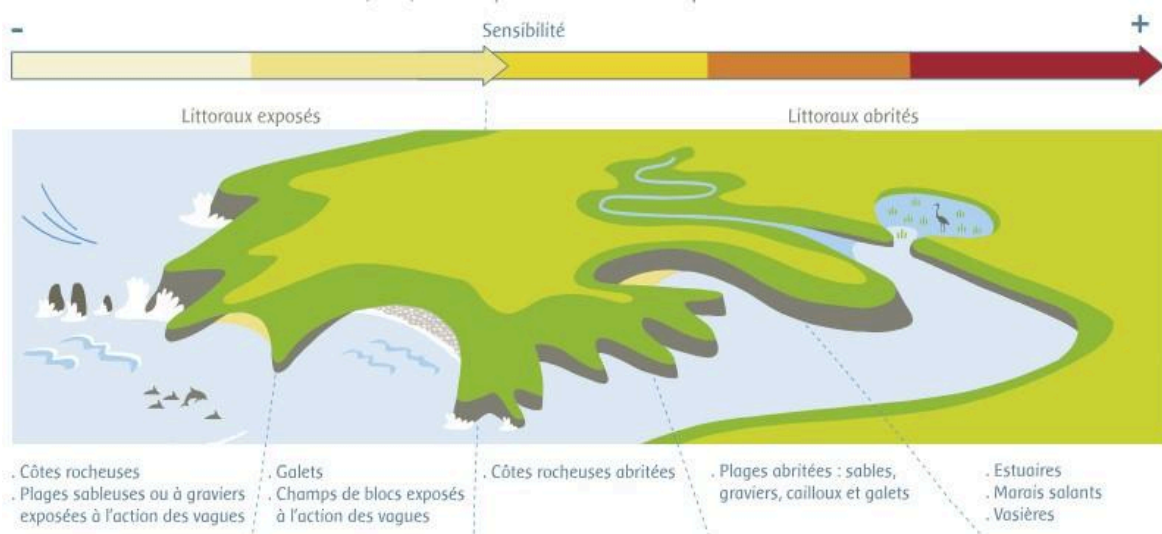 -
Sensibilité
+
Littoraux exposés
Littoraux abrités
. Côtes rocheuses
. Plages sableuses ou à graviers
exposées à l'action des vagues
. Galets
. Champs de blocs exposés
à l'action des vagues
. Côtes rocheuses abritées
. Plages abritées : sables,
graviers, cailloux et galets
. Estuaires
. Marais salants
. Vasières